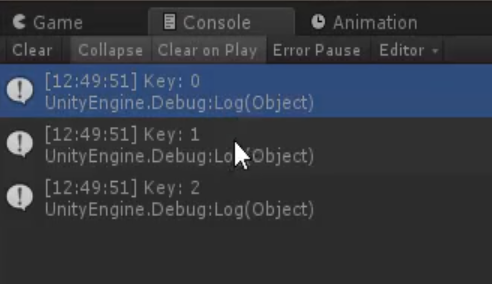 Game Console Animation
Clear Collapse Clear on Play Error Pause Editor
[12:49:51] Key: 0
UnityEngine.Debug:Log(Object)
[12:49:51] Key: 1
UnityEngine.Debug:Log(Object)
[12:49:51] Key: 2
UnityEngine.Debug:Log(Object)